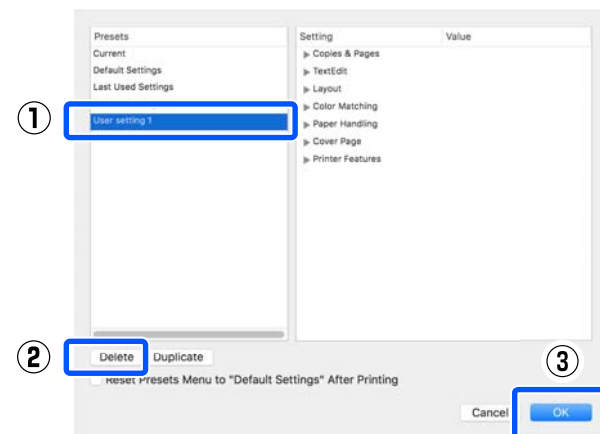 Presets
Setting Value
Current
Copies & Pages
Default Settings
TextEdit
Last Used Settings
Layout
Color Matching
① User setting 1
Paper Handling
Cover Page
Printer Features
② Delete Duplicate
③
Reset Presets Menu to "Default Settings" After Printing
Cancel OK